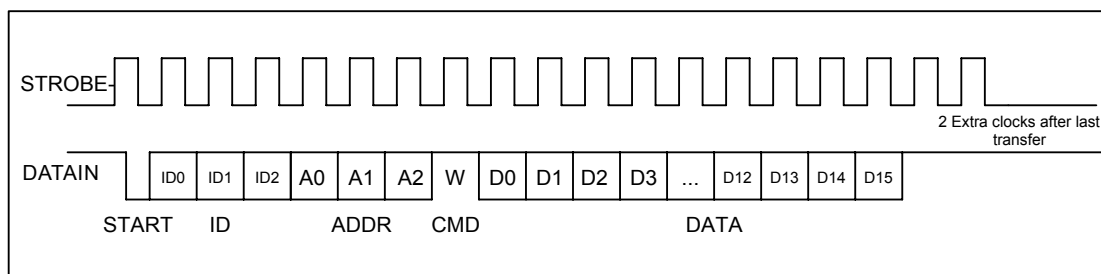 STROBE-
2 Extra clocks after last
transfer
DATAIN
ID0 ID1 ID2 A0 A1 A2 W D0 D1 D2 D3 ... D12 D13 D14 D15
START ID ADDR CMD DATA